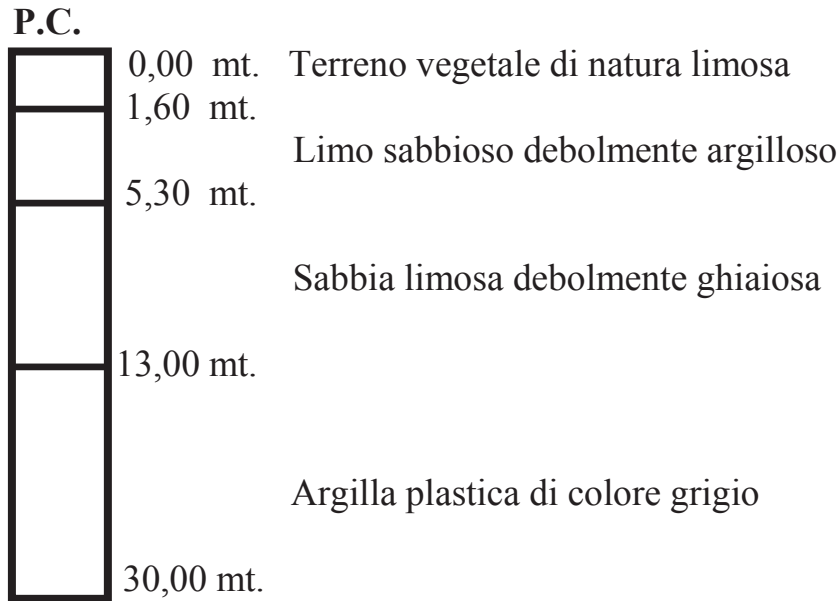 P.C.
0,00 mt. Terreno vegetale di natura limosa
1,60 mt.
Limo sabbioso debolmente argilloso
5,30 mt.
Sabbia limosa debolmente ghiaiosa
13,00 mt.
Argilla plastica di colore grigio
30,00 mt.